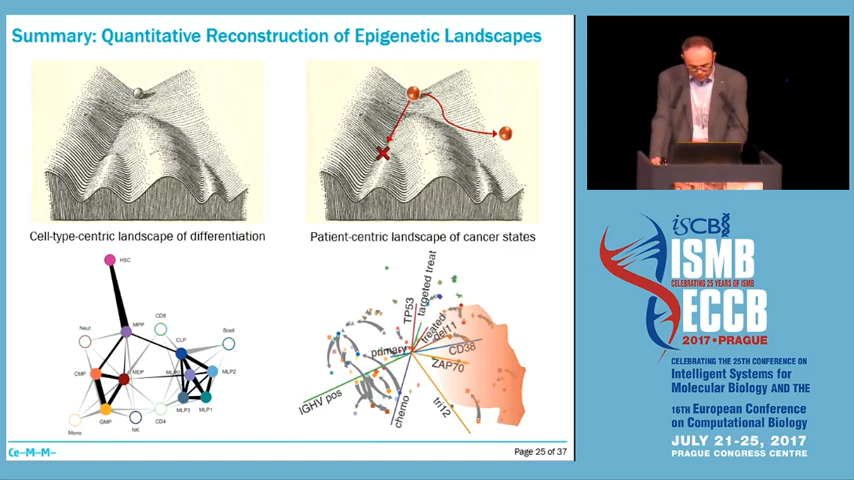 Summary: Quantitative Reconstruction of Epigenetic Landscapes
Cell-type-centric landscape of differentiation
Patient-centric landscape of cancer states
HSC
MPP
CD8
Neut
CLP
Bcell
CMP
MEP
MLP0
MLP2
MLP3
MLP1
GMP
CD4
Mono
NK
TP53
targeted treat
treated
del11
primary
CD38
ZAP70
IGHV pos
chemo
tri12
Ce-M-M-
Page 25 of 37
iSCB
ISMB
CELEBRATING 25 YEARS OF ISMB
ECCB
2017 • PRAGUE
CELEBRATING THE 25TH CONFERENCE ON
Intelligent Systems for
Molecular Biology AND THE
16TH European Conference
on Computational Biology
JULY 21-25, 2017
PRAGUE CONGRESS CENTRE